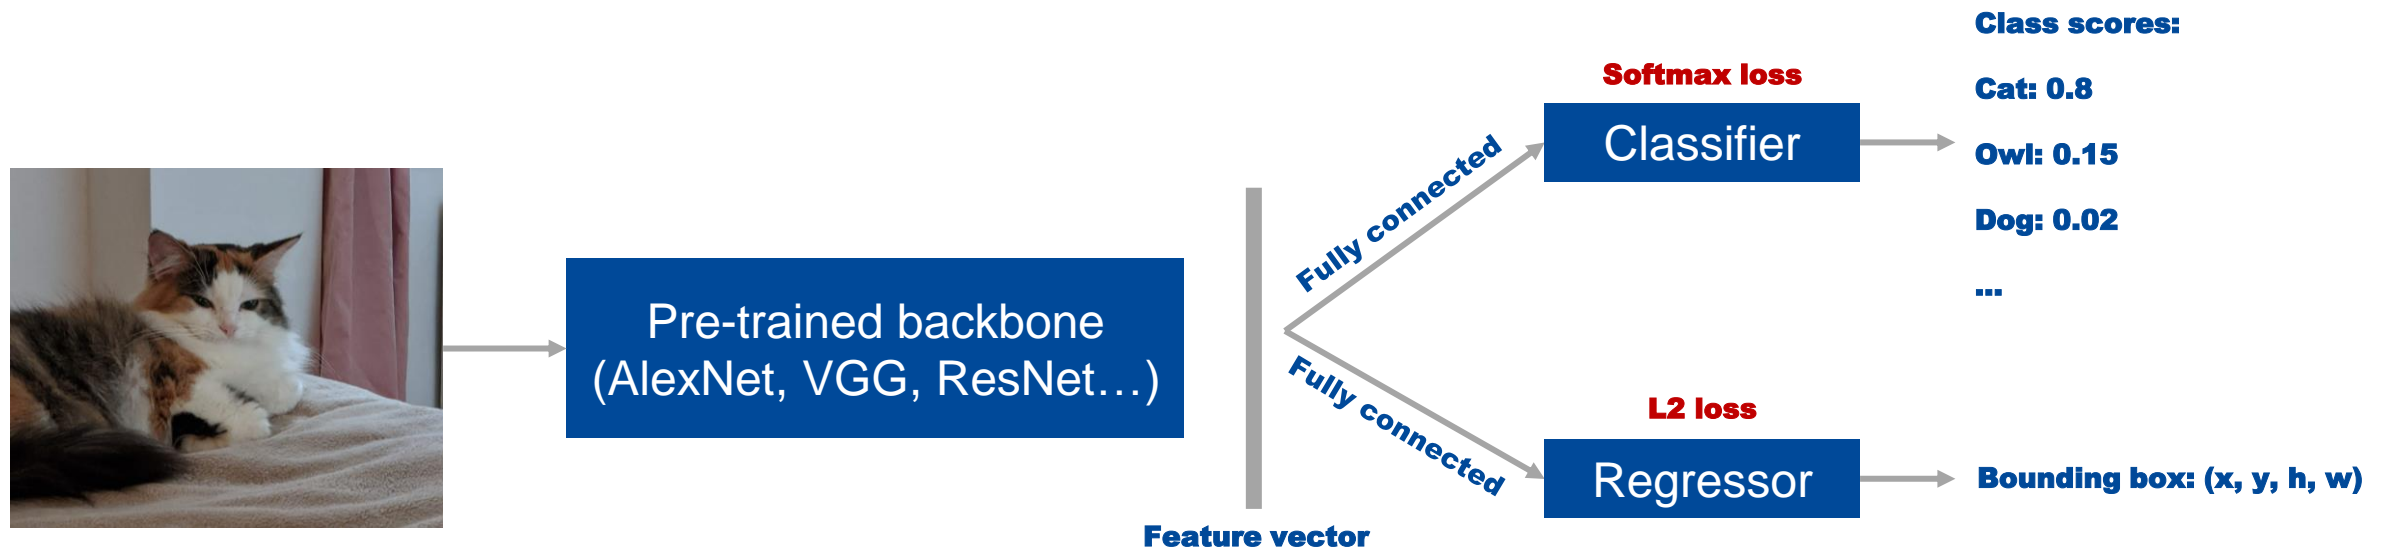 Pre-trained backbone
(AlexNet, VGG, ResNet…)
Feature vector
Fully connected
Fully connected
Softmax loss
Classifier
L2 loss
Regressor
Class scores:
Cat: 0.8
Owl: 0.15
Dog: 0.02
...
Bounding box: (x, y, h, w)